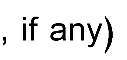 , if any)